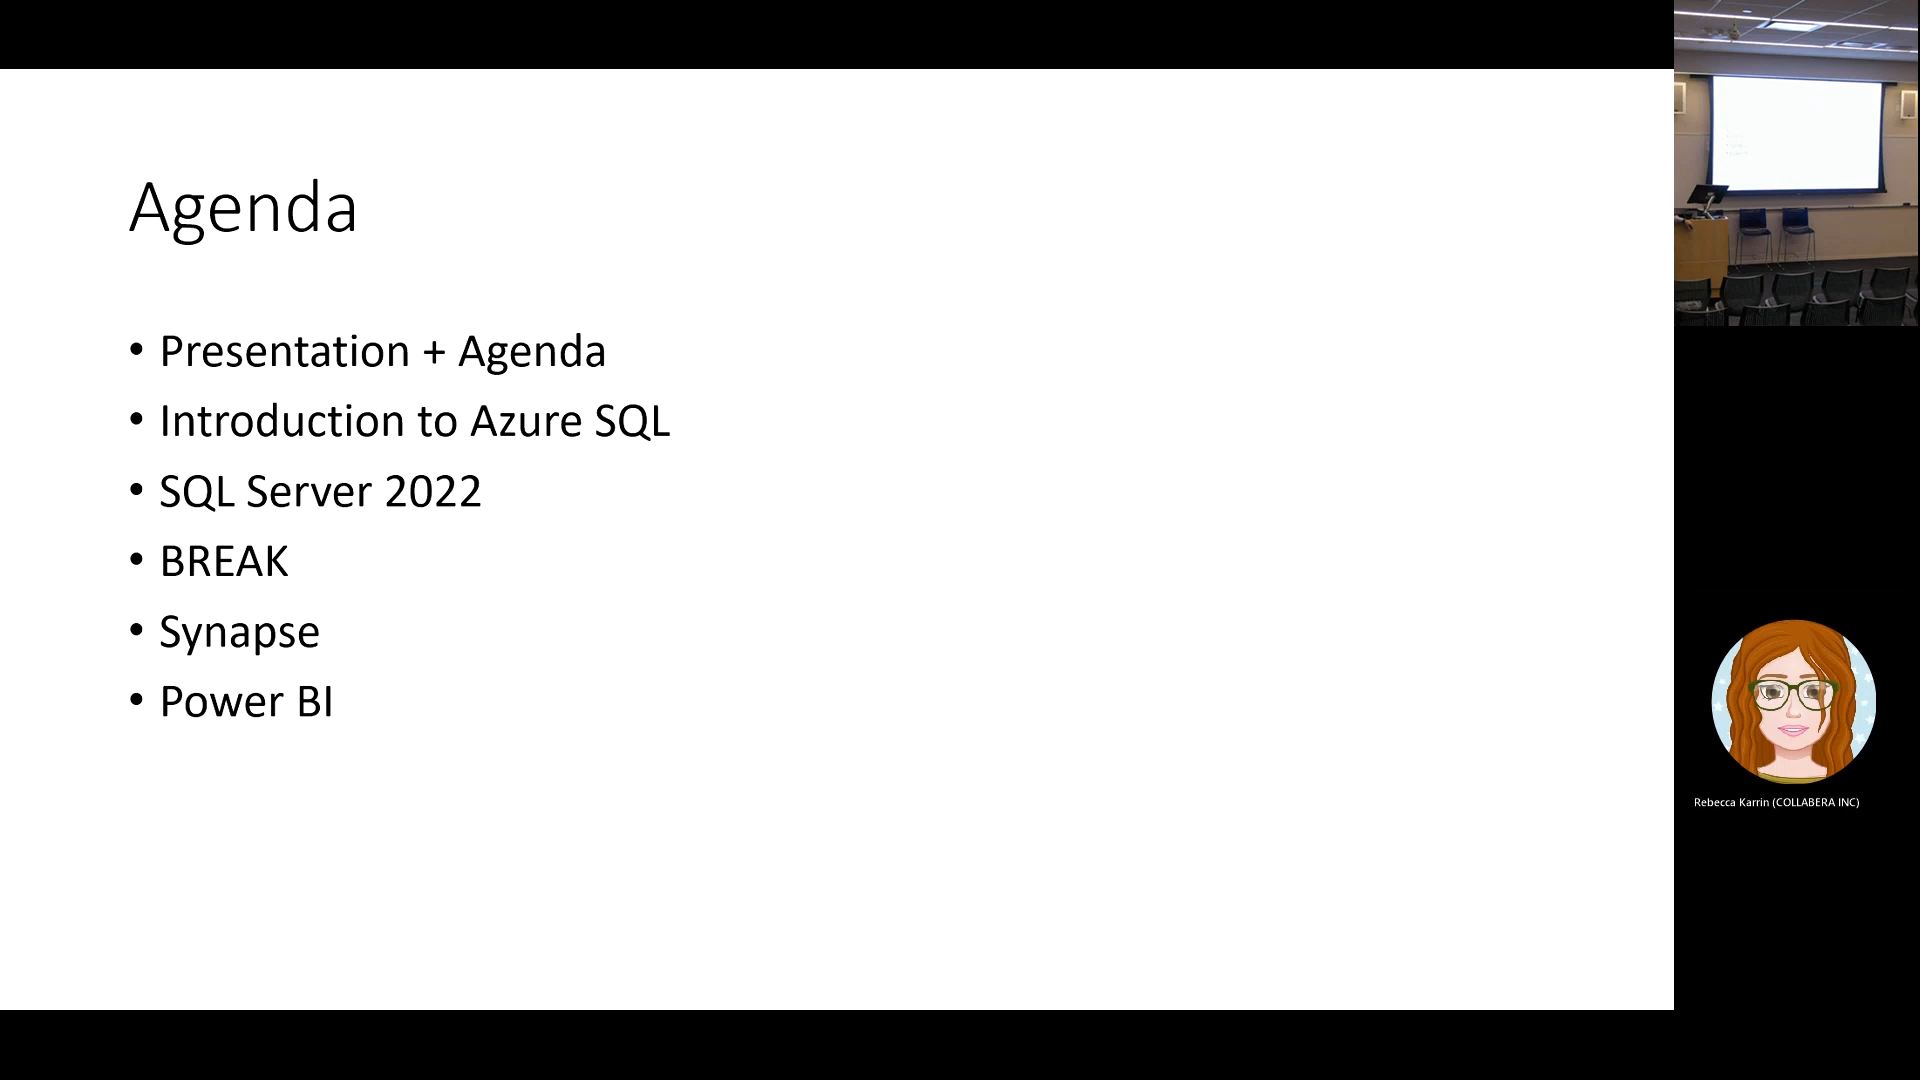 Agenda
• Presentation + Agenda
• Introduction to Azure SQL
• SQL Server 2022
• BREAK
• Synapse
• Power BI
Rebecca Karrin (COLLABERA INC)